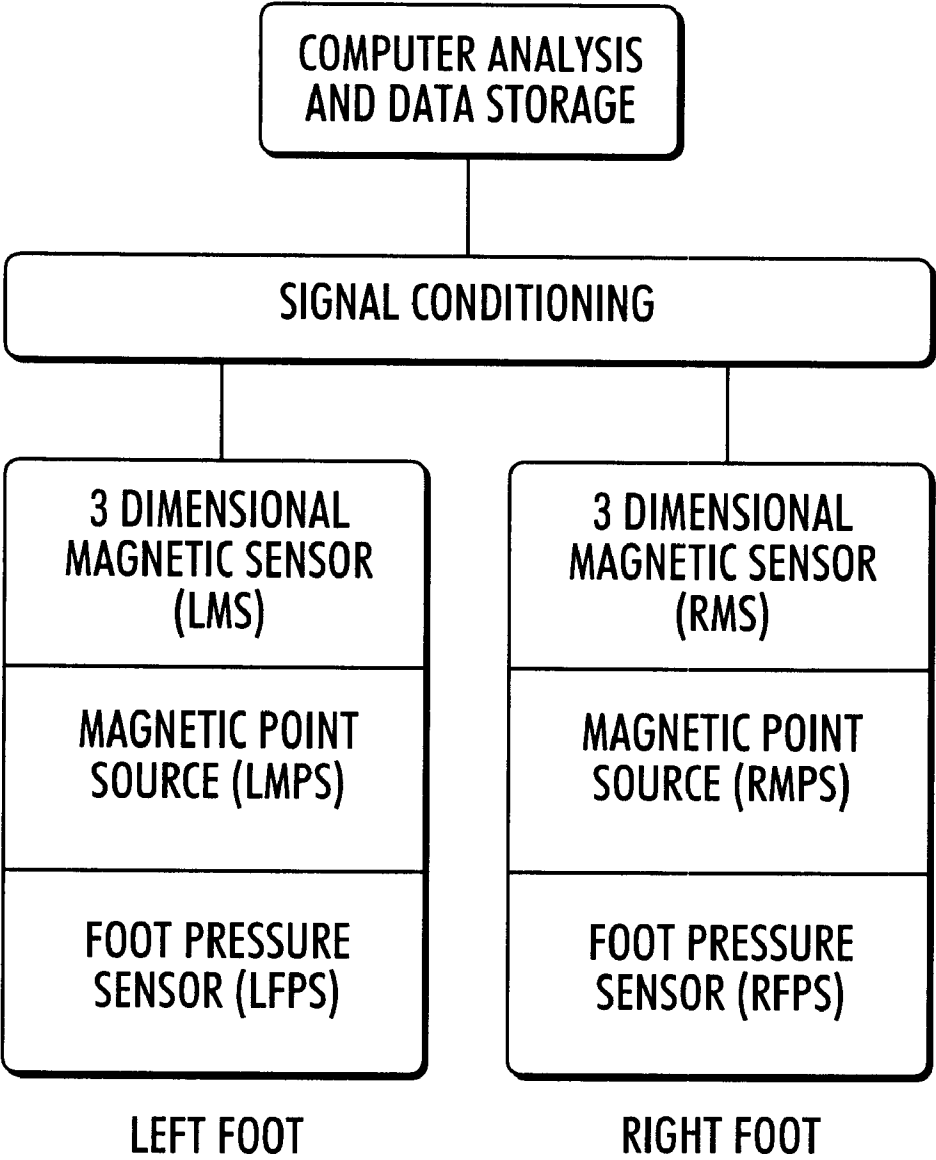 COMPUTER ANALYSIS
AND DATA STORAGE
SIGNAL CONDITIONING
3 DIMENSIONAL
MAGNETIC SENSOR
(LMS)
MAGNETIC POINT
SOURCE (LMPS)
FOOT PRESSURE
SENSOR (LFPS)
LEFT FOOT
3 DIMENSIONAL
MAGNETIC SENSOR
(RMS)
MAGNETIC POINT
SOURCE (RMPS)
FOOT PRESSURE
SENSOR (RFPS)
RIGHT FOOT